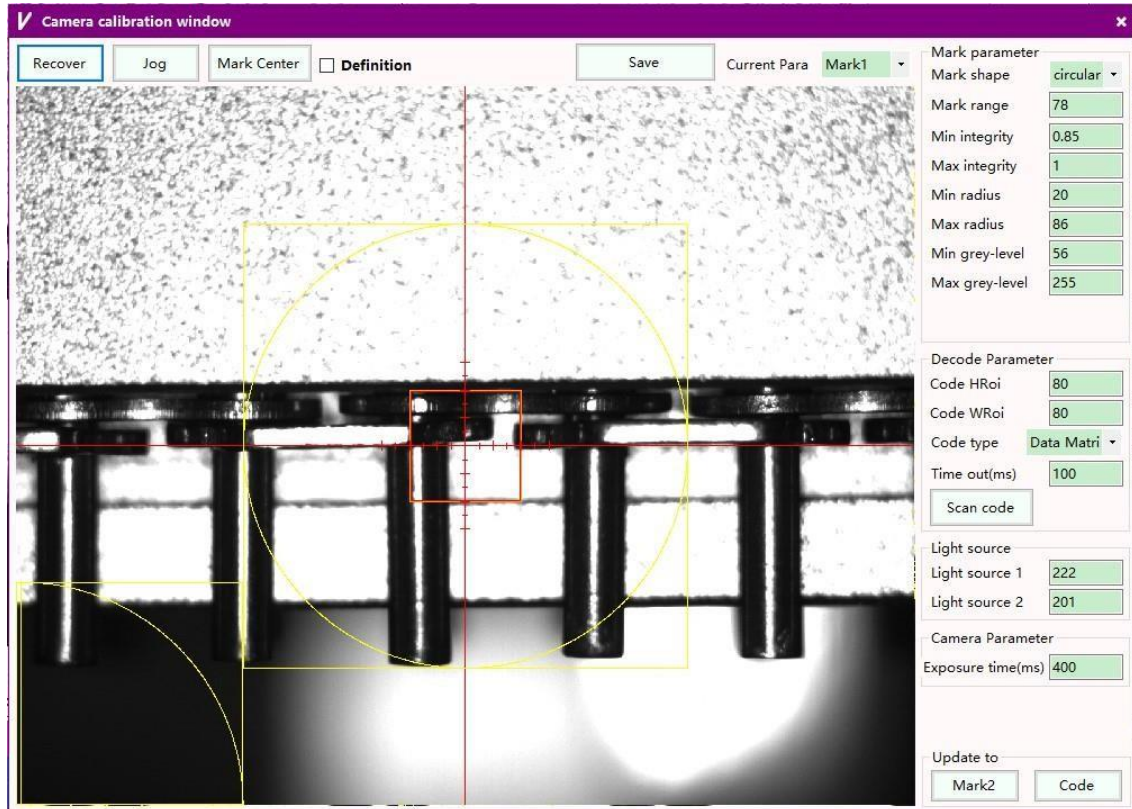 Camera calibration window
Recover
Jog
Mark Center
Definition
Save
Current Para
Mark1
Mark parameter
Mark shape circular
Mark range 78
Min integrity 0.85
Max integrity 1
Min radius 20
Max radius 86
Min grey-level 56
Max grey-level 255
Decode Parameter
Code HRoi 80
Code WRoi 80
Code type Data Matri
Time out(ms) 100
Scan code
Light source
Light source 1 222
Light source 2 201
Camera Parameter
Exposure time(ms) 400
Update to
Mark2
Code